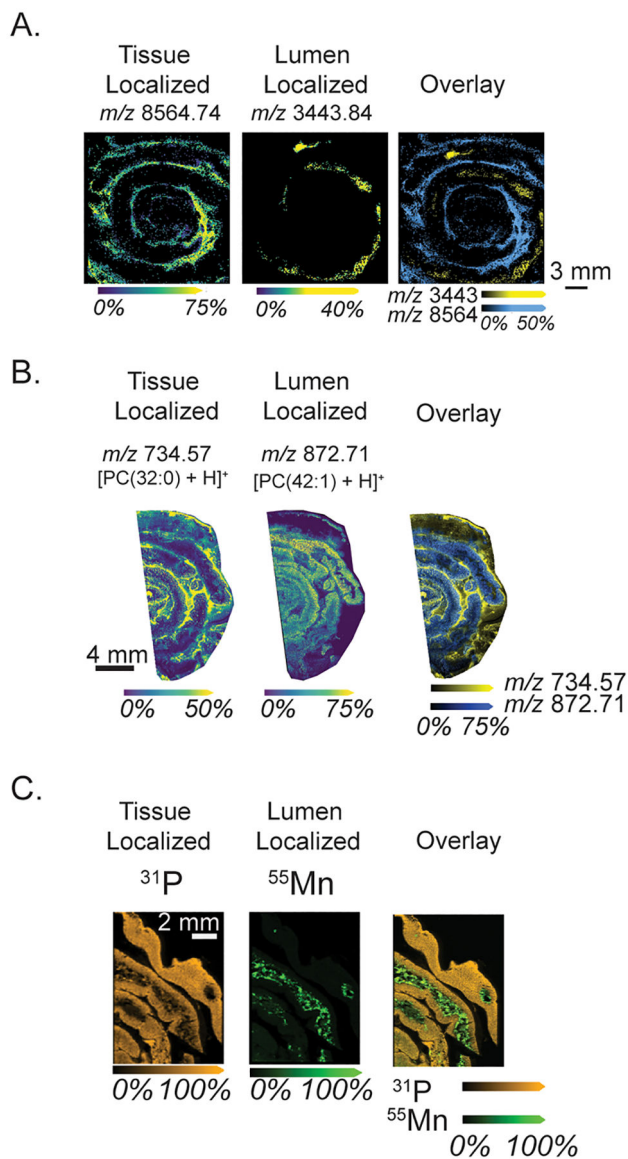 A.
Tissue Localized
m/z 8564.74
Lumen Localized
m/z 3443.84
Overlay
3 mm
0% 75%
0% 40%
m/z 3443
m/z 8564
0% 50%
B.
Tissue Localized
m/z 734.57
[PC(32:0) + H]⁺
Lumen Localized
m/z 872.71
[PC(42:1) + H]⁺
Overlay
4 mm
0% 50%
0% 75%
m/z 734.57
m/z 872.71
0% 75%
C.
Tissue Localized
³¹P
Lumen Localized
⁵⁵Mn
Overlay
2 mm
0% 100%
0% 100%
³¹P
⁵⁵Mn
0% 100%